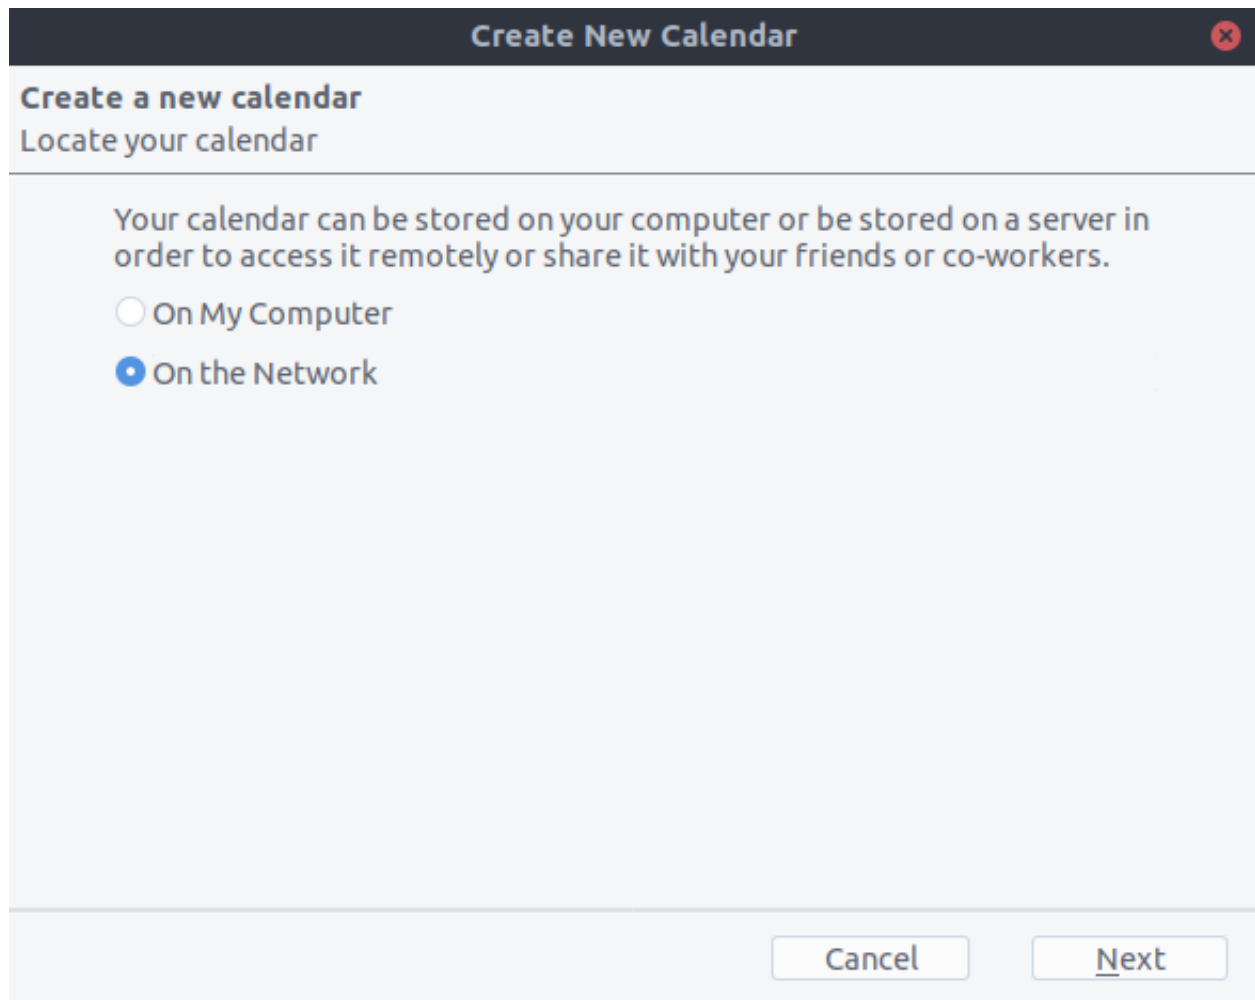 Create New Calendar
Create a new calendar
Locate your calendar
Your calendar can be stored on your computer or be stored on a server in
order to access it remotely or share it with your friends or co-workers.
On My Computer
On the Network
Cancel
Next